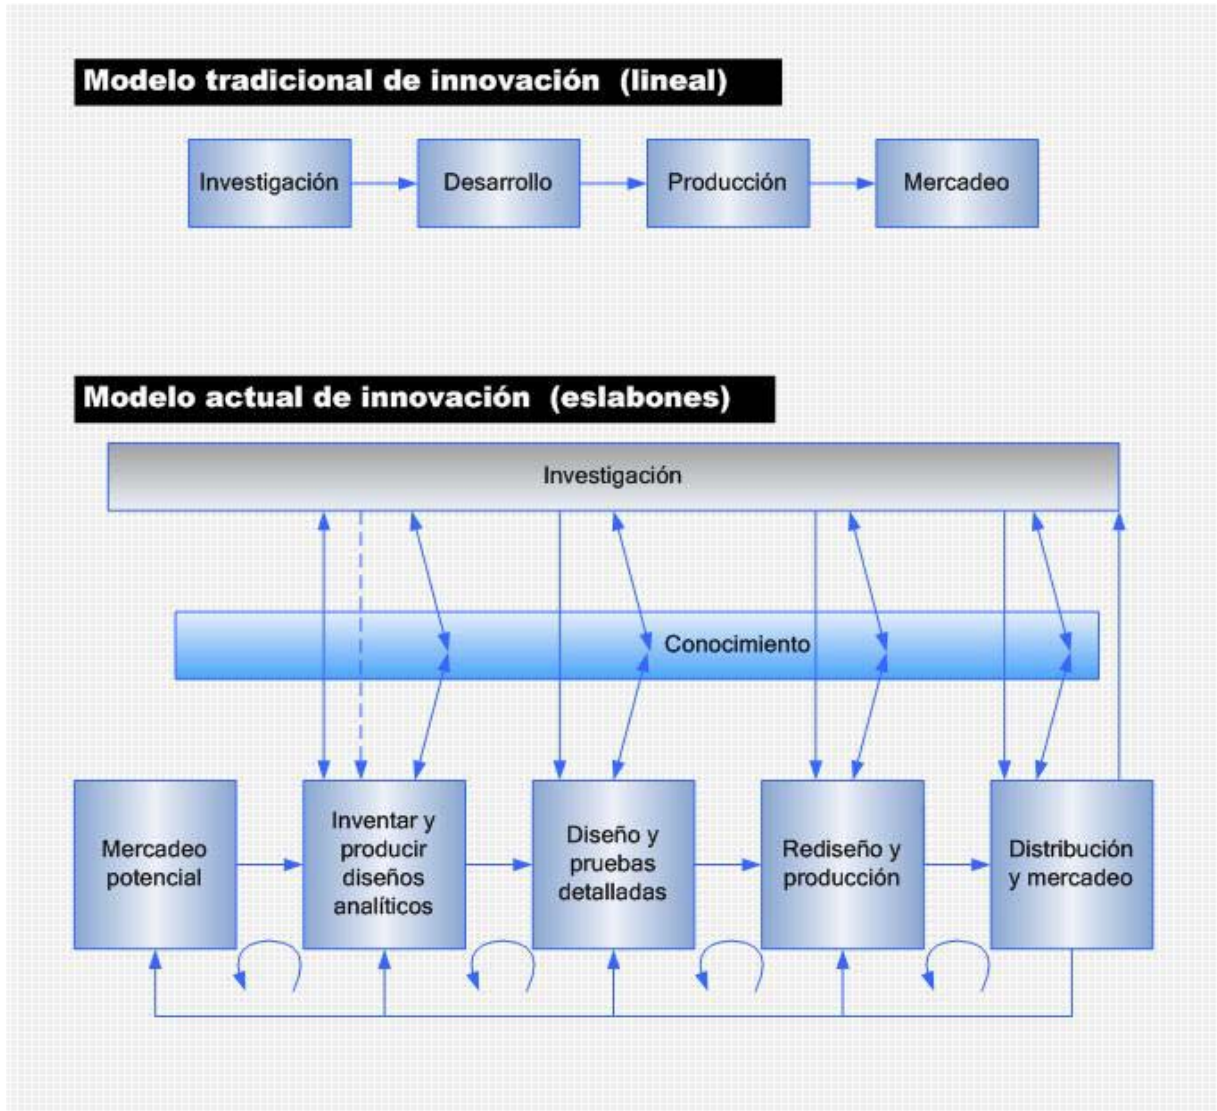 Modelo tradicional de innovación (lineal)
Investigación
Desarrollo
Producción
Mercadeo
Modelo actual de innovación (eslabones)
Investigación
Conocimiento
Mercadeo
potencial
Inventar y
producir
diseños
analíticos
Diseño y
pruebas
detalladas
Rediseño y
producción
Distribución
y mercadeo